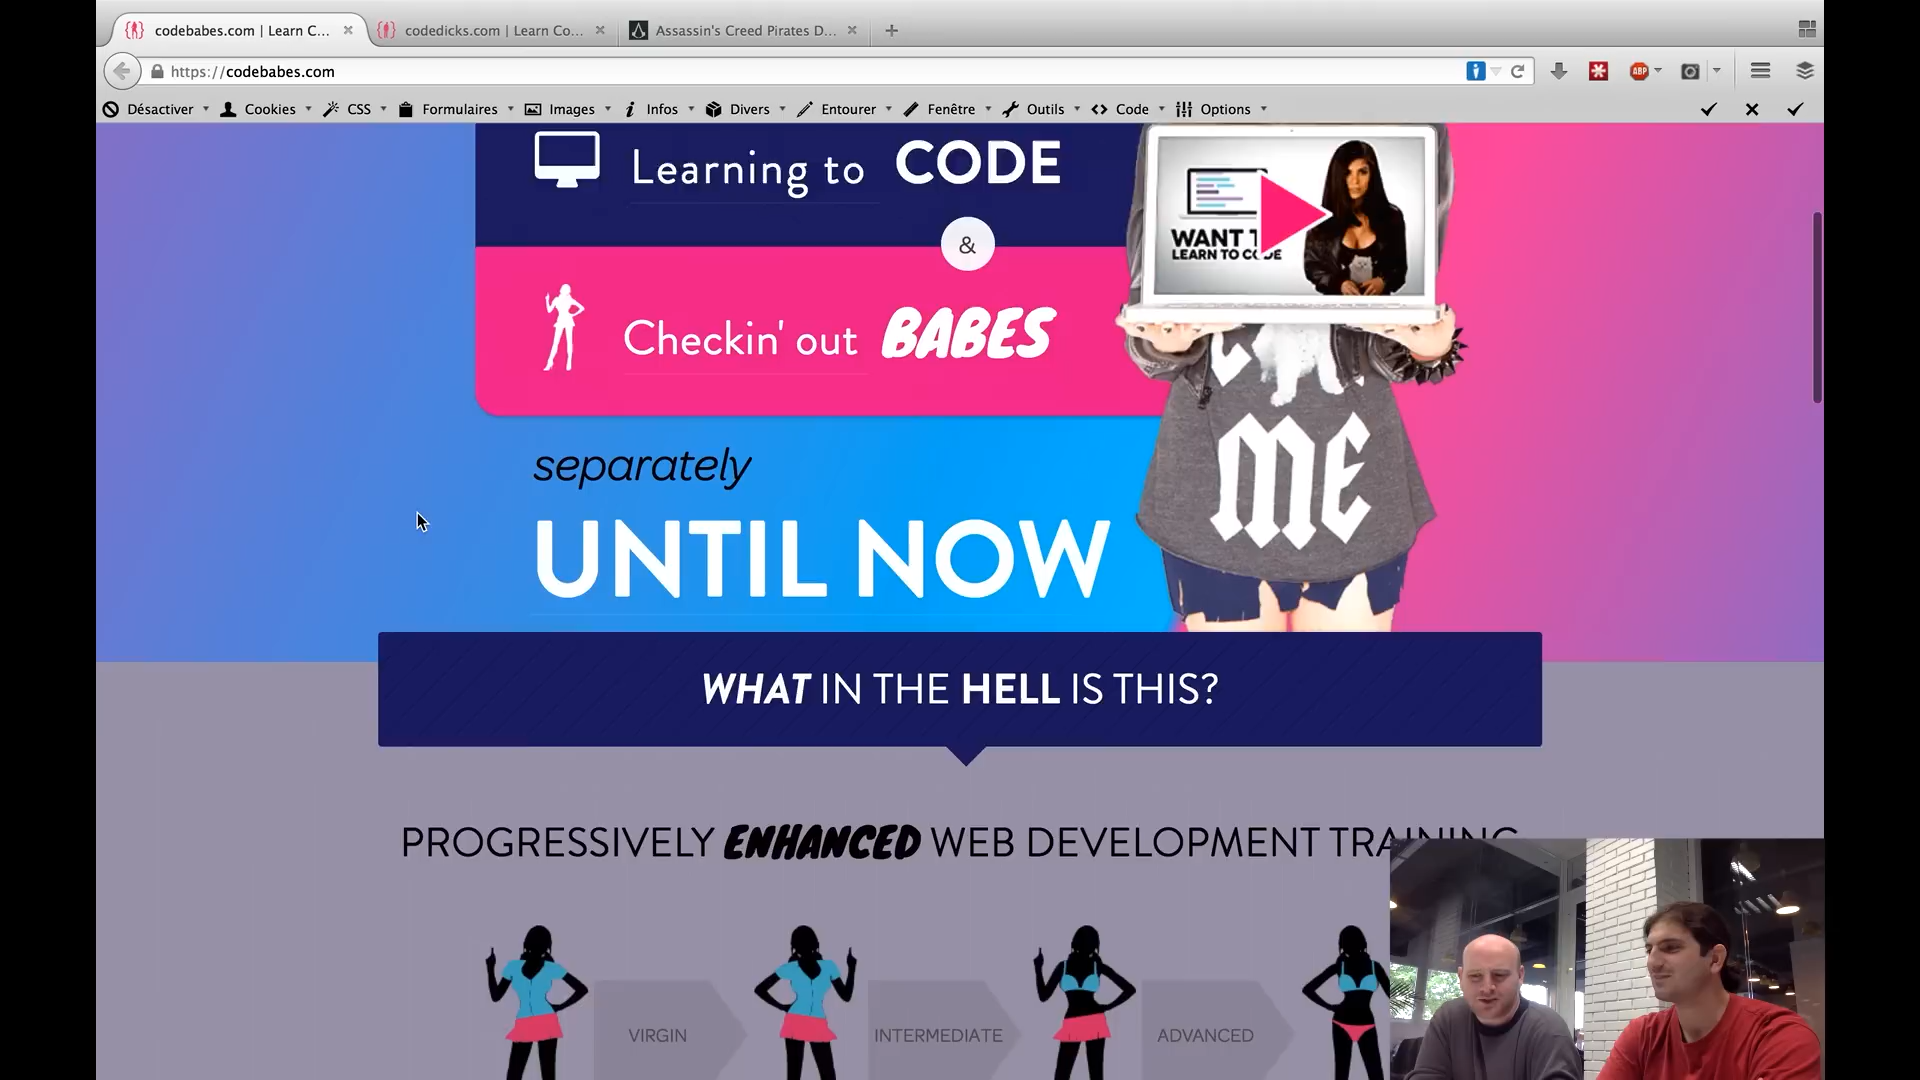 codebabes.com | Learn C...
codedicks.com | Learn Co...
Assassin's Creed Pirates D...
https://codebabes.com
ABP
Désactiver Cookies CSS Formulaires Images Infos Divers Entourer Fenêtre Outils Code Options
Learning to CODE
&
Checkin' out BABES
separately
UNTIL NOW
WANT
LEARN TO CODE
ME
WHAT IN THE HELL IS THIS?
PROGRESSIVELY ENHANCED WEB DEVELOPMENT TRAINING
VIRGIN
INTERMEDIATE
ADVANCED